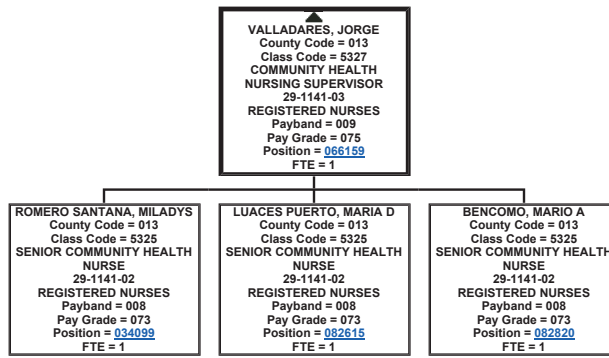 VALLADARES, JORGE
County Code = 013
Class Code = 5327
COMMUNITY HEALTH
NURSING SUPERVISOR
29-1141-03
REGISTERED NURSES
Payband = 009
Pay Grade = 075
Position = 066159
FTE = 1
ROMERO SANTANA, MILADYS
County Code = 013
Class Code = 5325
SENIOR COMMUNITY HEALTH
NURSE
29-1141-02
REGISTERED NURSES
Payband = 008
Pay Grade = 073
Position = 034099
FTE = 1
LUACES PUERTO, MARIA D
County Code = 013
Class Code = 5325
SENIOR COMMUNITY HEALTH
NURSE
29-1141-02
REGISTERED NURSES
Payband = 008
Pay Grade = 073
Position = 082615
FTE = 1
BENCOMO, MARIO A
County Code = 013
Class Code = 5325
SENIOR COMMUNITY HEALTH
NURSE
29-1141-02
REGISTERED NURSES
Payband = 008
Pay Grade = 073
Position = 082820
FTE = 1